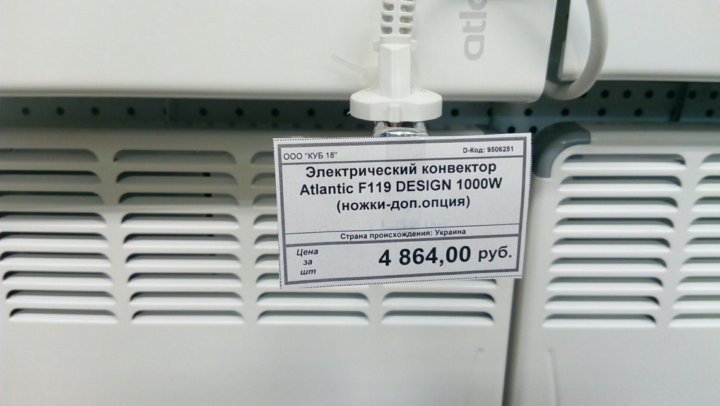 atla
ООО "КУБ 18" D-Код: 9506251
Электрический конвектор
Atlantic F119 DESIGN 1000W
(ножки-доп.опция)
Страна происхождения: Украина
Цена
за
шт
4 864,00 руб.